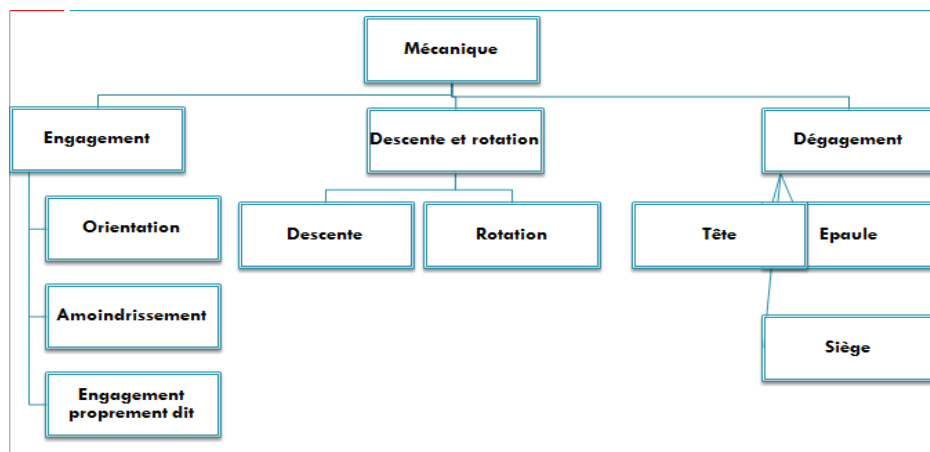 Mécanique
Engagement
Descente et rotation
Dégagement
Orientation
Descente
Rotation
Tête
Epaule
Amoindrissement
Siège
Engagement
proprement dit